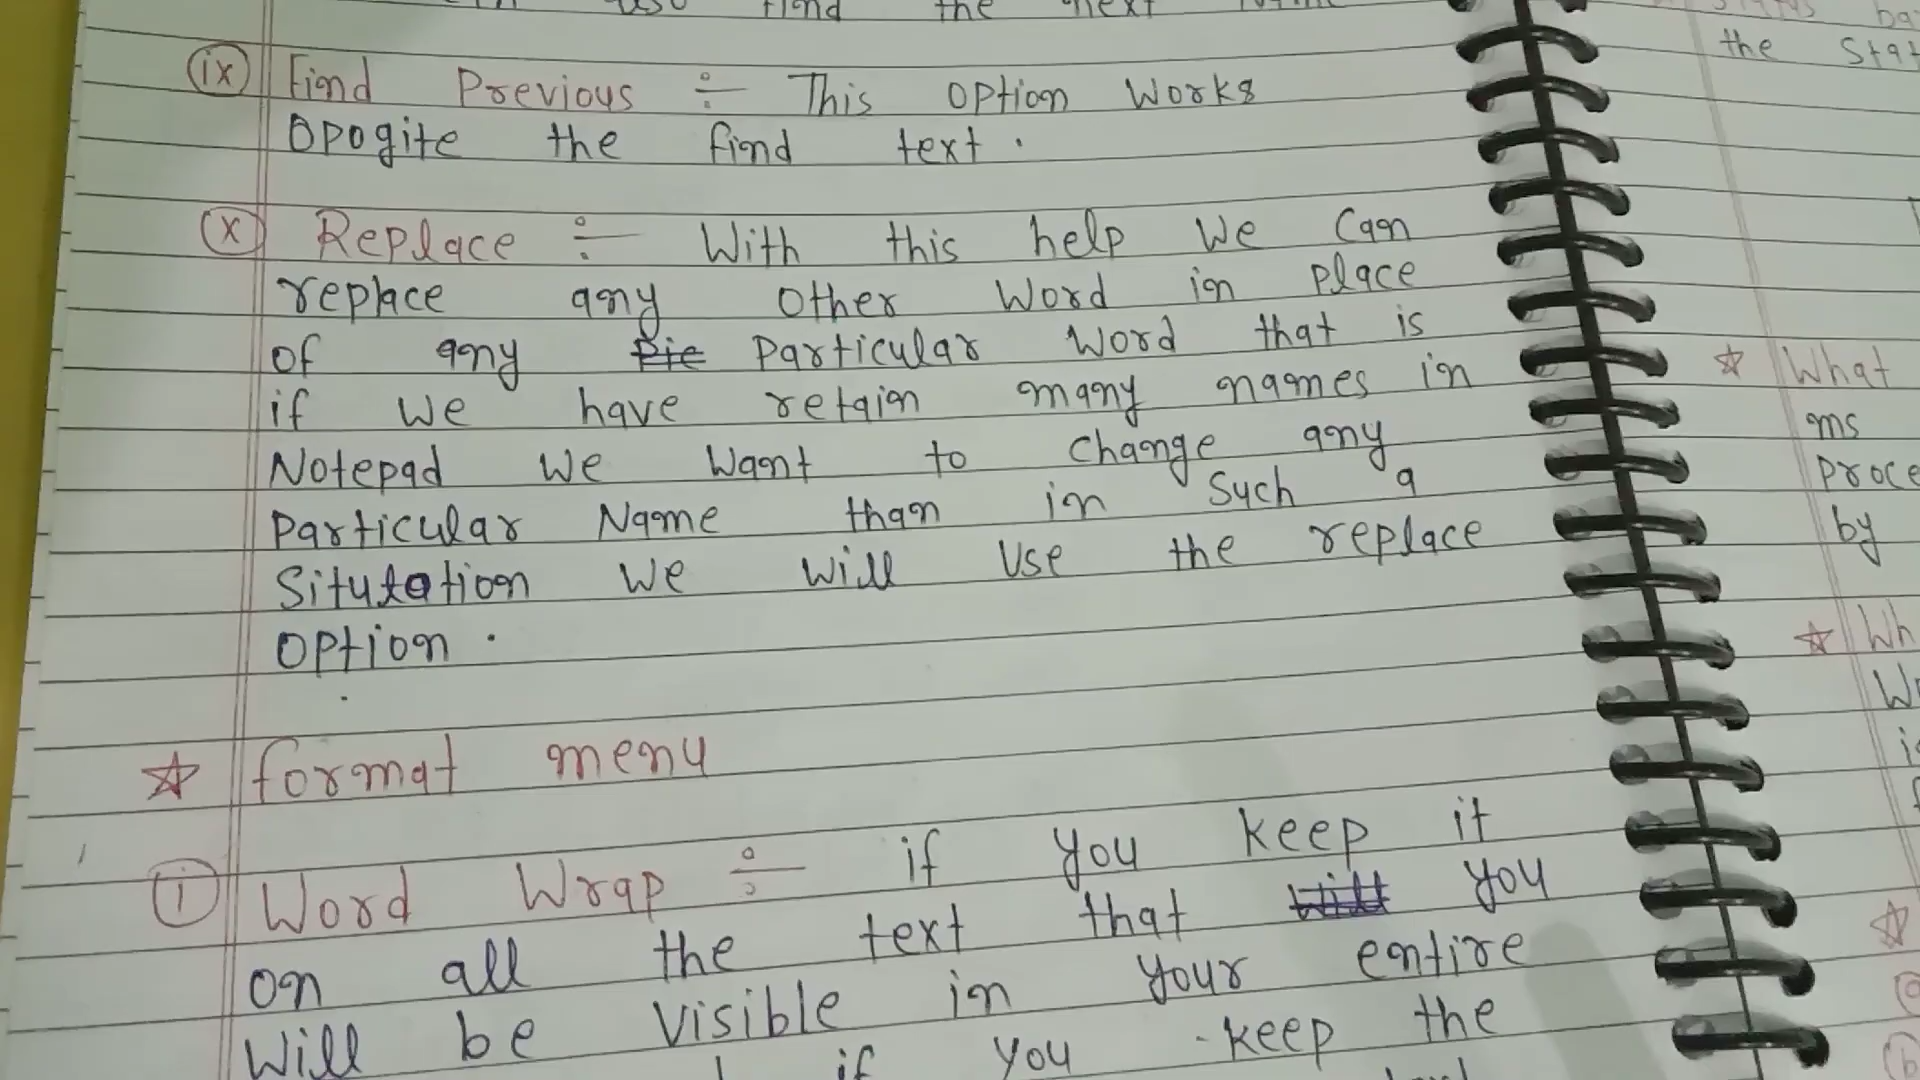 find the next
(ix) Find Previous ÷ This option works
opogite the find text.
(x) Replace ÷ With this help we can
replace any other word in place
of any Pie Particular word that is
if we have retain many names in
Notepad we want to change any
Particular Name than in such a
Situtation we will use the replace
option.
☆ format menu
(i) Word Wrap ÷ if you keep it
on all the text that will you
will be visible in your entire
if you keep the
the
☆ What
ms
by
☆ Wh